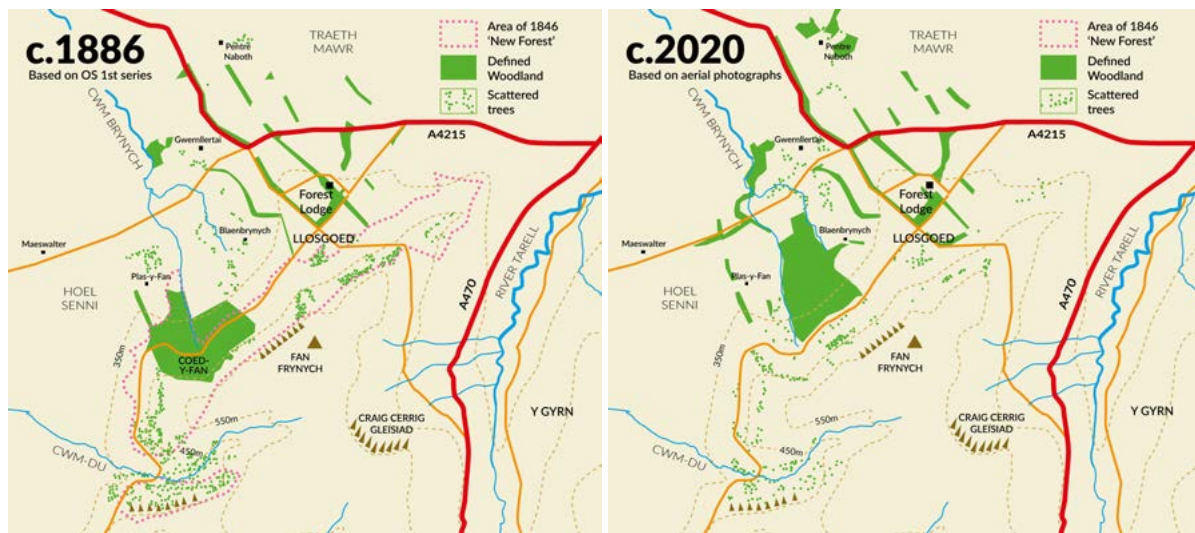 c.1886
Based on OS 1st series
Pentre
Naboth
TRAETH
MAWR
Area of 1846
'New Forest'
Defined
Woodland
Scattered
trees
CWM BRYNYCH
Gwernllertai
A4215
Forest
Lodge
LLOSGOED
Blaenbrynych
Maeswalter
Plas-y-Fan
HOEL
SENNI
A470
RIVER TARELL
350m
COED-
Y-FAN
FAN
FRYNYCH
Y GYRN
CRAIG CERRIG
GLEISIAD
550m
450m
CWM-DU
c.2020
Based on aerial photographs
Pentre
Naboth
TRAETH
MAWR
Area of 1846
'New Forest'
Defined
Woodland
Scattered
trees
CWM BRYNYCH
Gwernllertai
A4215
Forest
Lodge
LLOSGOED
Blaenbrynych
Maeswalter
Plas-y-Fan
HOEL
SENNI
A470
RIVER TARELL
350m
FAN
FRYNYCH
Y GYRN
CRAIG CERRIG
GLEISIAD
550m
450m
CWM-DU